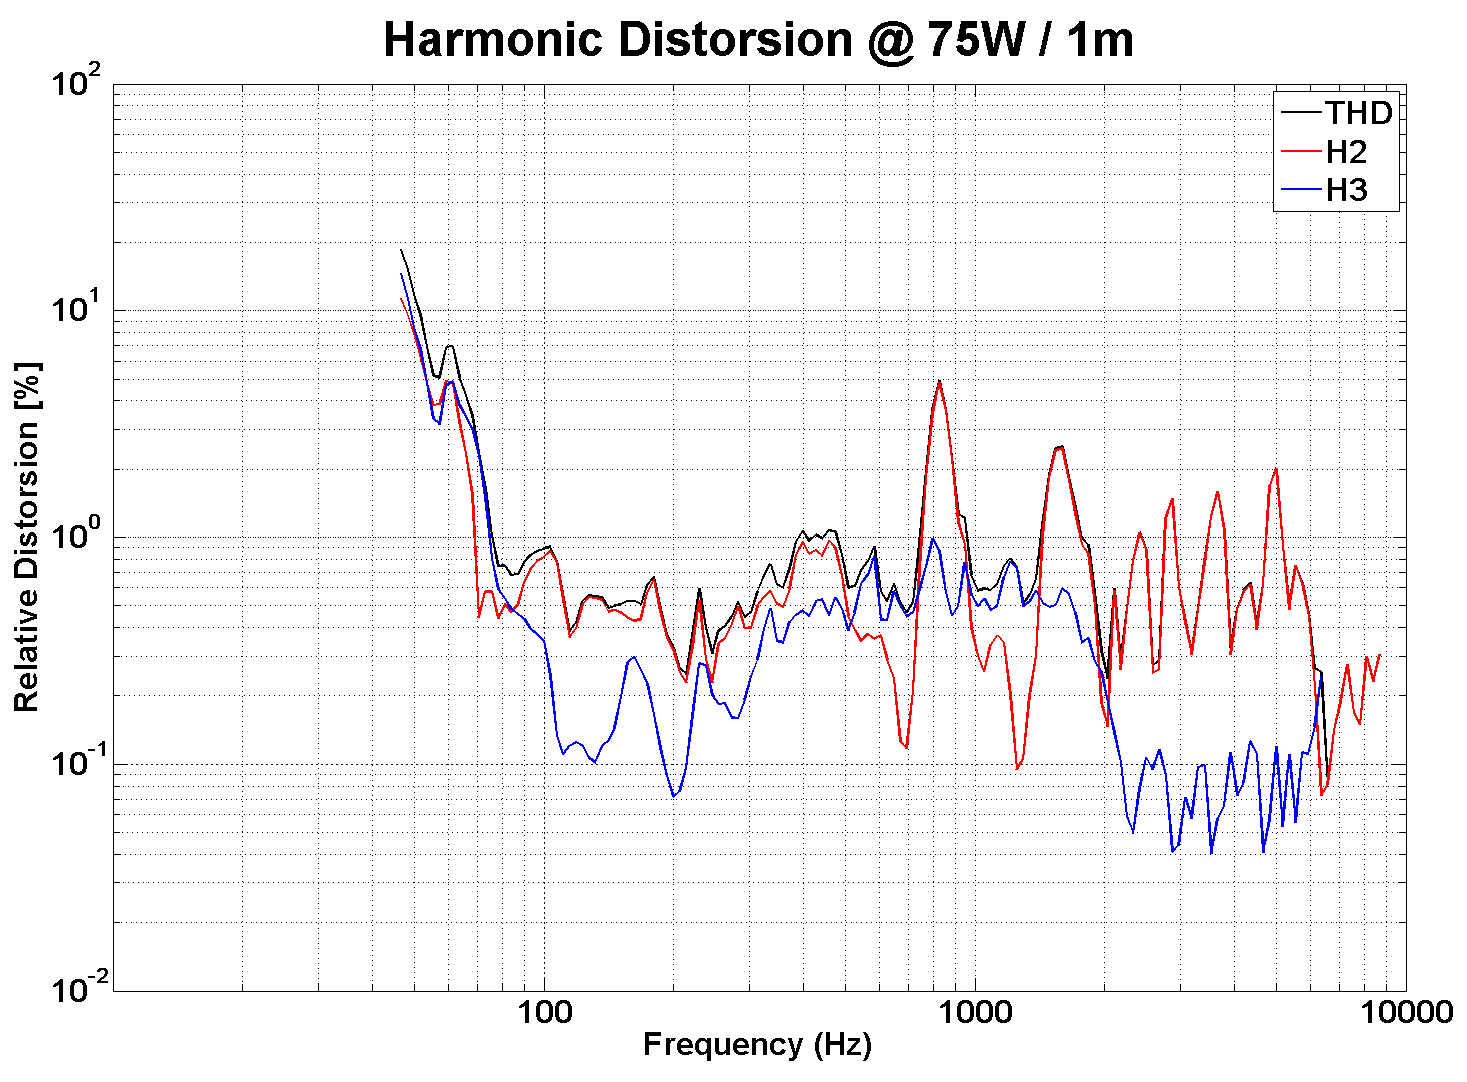 Harmonic Distorsion @ 75W / 1m
10^2
10^1
10^0
10^-1
10^-2
Relative Distorsion [%]
THD
H2
H3
100
1000
10000
Frequency (Hz)